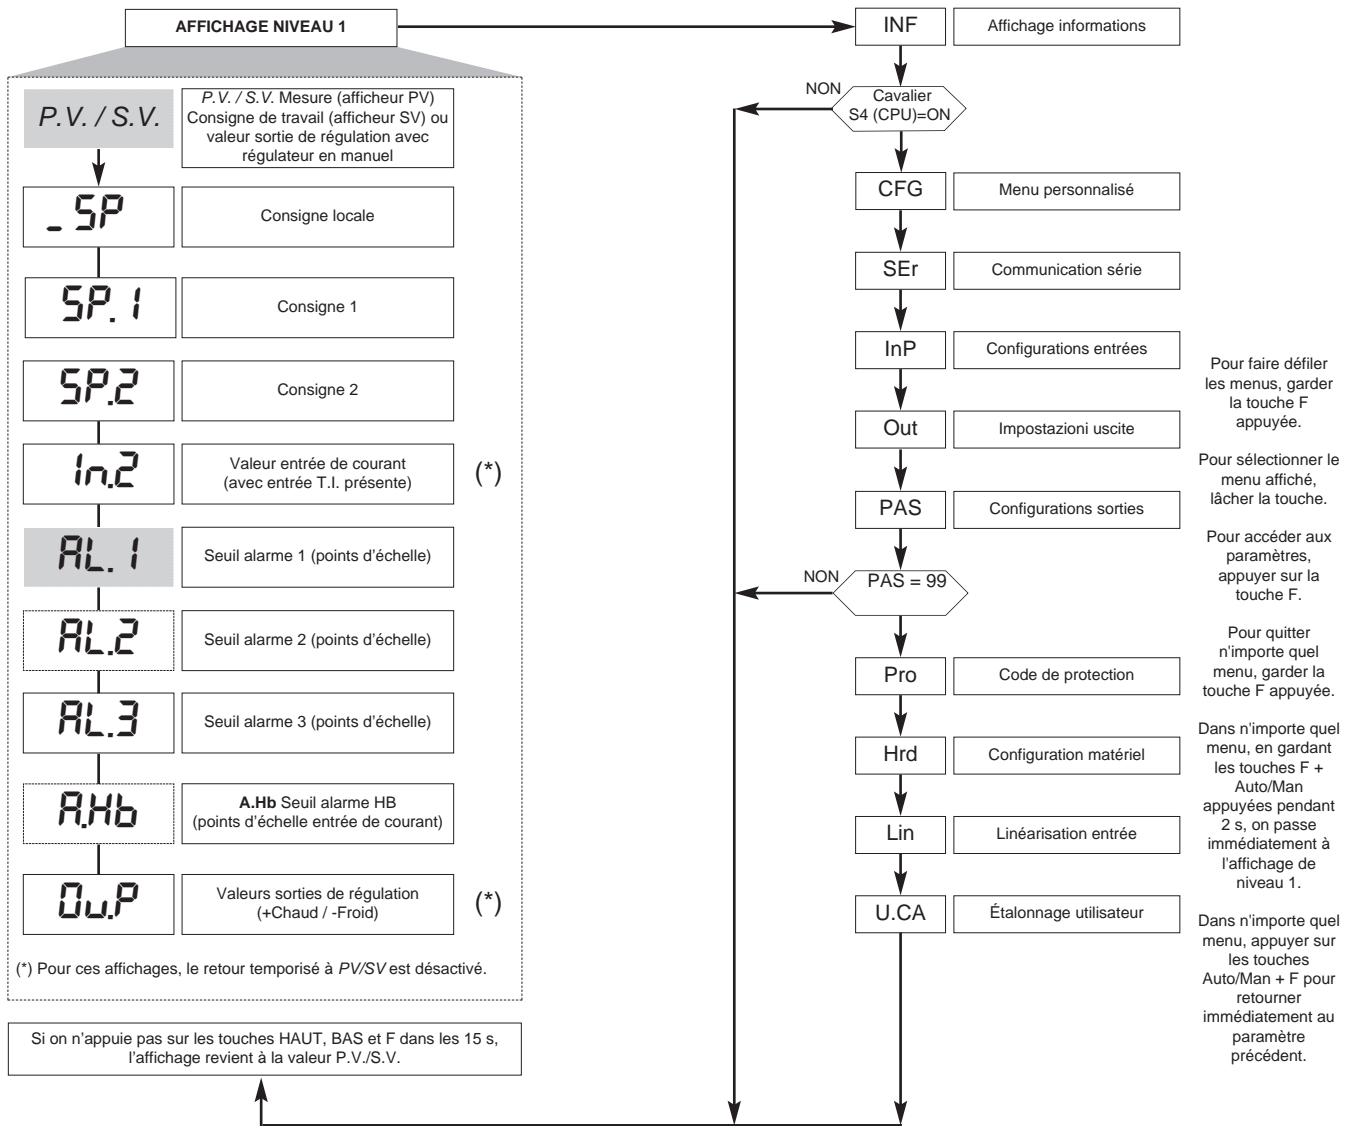 AFFICHAGE NIVEAU 1
P.V. / S.V.
P.V. / S.V. Mesure (afficheur PV)
Consigne de travail (afficheur SV) ou
valeur sortie de régulation avec
régulateur en manuel
_ SP
Consigne locale
SP. 1
Consigne 1
SP.2
Consigne 2
In.2
Valeur entrée de courant
(avec entrée T.I. présente)
(*)
AL. 1
Seuil alarme 1 (points d'échelle)
AL.2
Seuil alarme 2 (points d'échelle)
AL.3
Seuil alarme 3 (points d'échelle)
A.Hb
A.Hb Seuil alarme HB
(points d'échelle entrée de courant)
Ou.P
Valeurs sorties de régulation
(+Chaud / -Froid)
(*)
(*) Pour ces affichages, le retour temporisé à PV/SV est désactivé.
Si on n'appuie pas sur les touches HAUT, BAS et F dans les 15 s,
l'affichage revient à la valeur P.V./S.V.
INF
Affichage informations
NON
Cavalier
S4 (CPU)=ON
CFG
Menu personnalisé
SEr
Communication série
InP
Configurations entrées
Out
Impostazioni uscite
PAS
Configurations sorties
NON
PAS = 99
Pro
Code de protection
Hrd
Configuration matériel
Lin
Linéarisation entrée
U.CA
Étalonnage utilisateur
Pour faire défiler
les menus, garder
la touche F
appuyée.
Pour sélectionner le
menu affiché,
lâcher la touche.
Pour accéder aux
paramètres,
appuyer sur la
touche F.
Pour quitter
n'importe quel
menu, garder la
touche F appuyée.
Dans n'importe quel
menu, en gardant
les touches F +
Auto/Man
appuyées pendant
2 s, on passe
immédiatement à
l'affichage de
niveau 1.
Dans n'importe quel
menu, appuyer sur
les touches
Auto/Man + F pour
retourner
immédiatement au
paramètre
précédent.